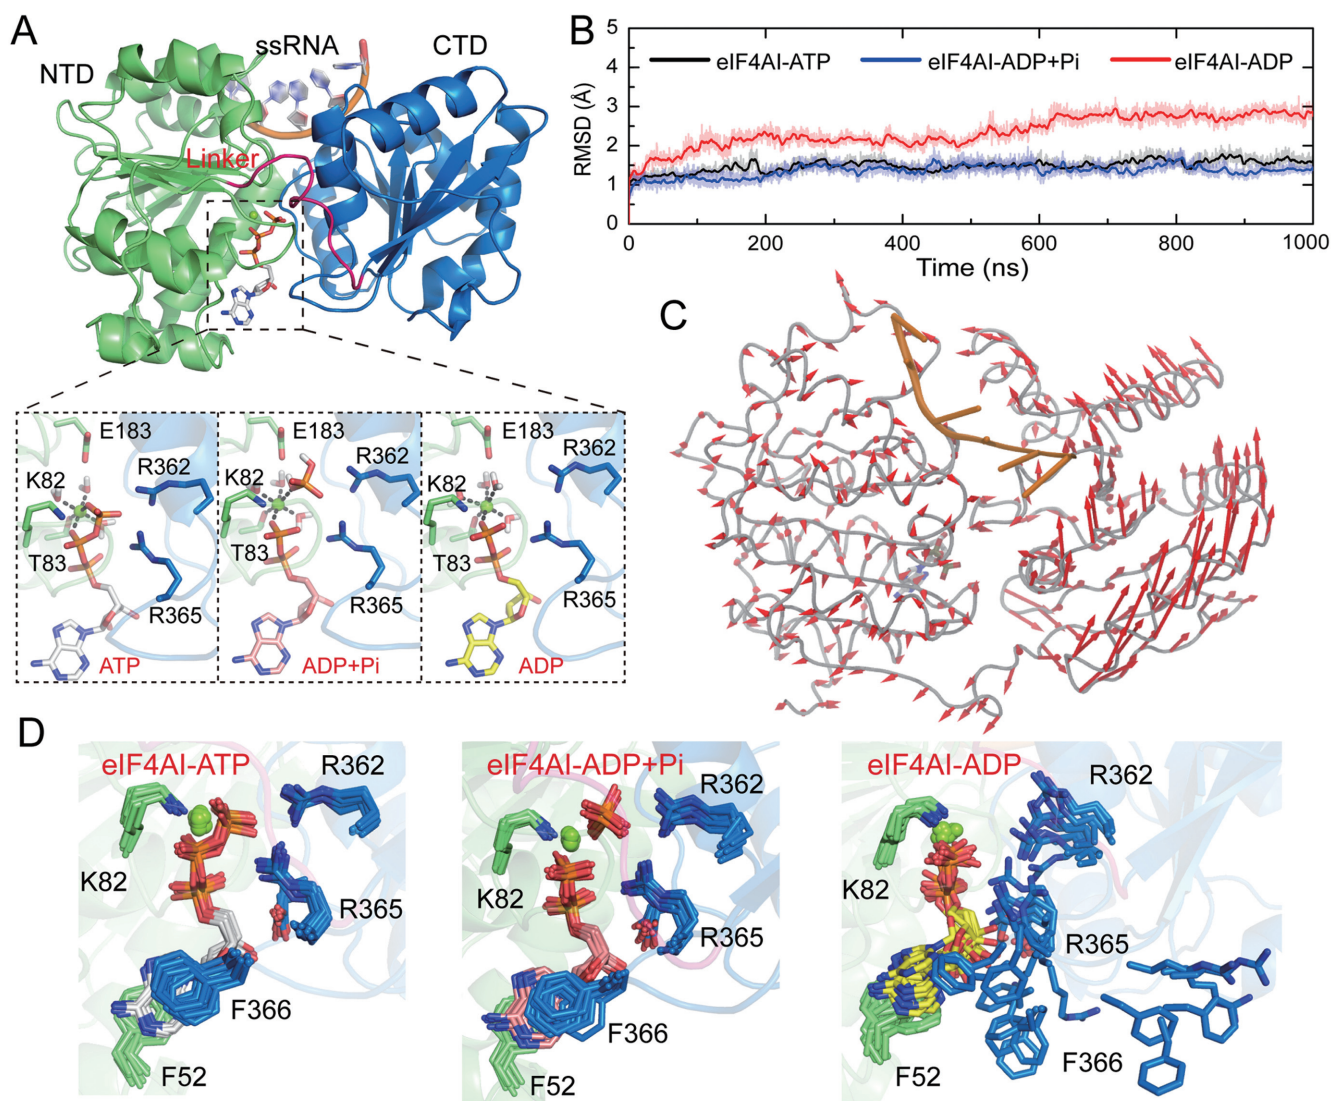 A
NTD
ssRNA
CTD
Linker
E183
R362
K82
T83
R365
ATP
E183
R362
K82
T83
R365
ADP+Pi
E183
R362
K82
T83
R365
ADP
B
5
4
3
2
1
0
RMSD (Å)
eIF4AI-ATP
eIF4AI-ADP+Pi
eIF4AI-ADP
0
200
400
600
800
1000
Time (ns)
C
D
eIF4AI-ATP
R362
K82
R365
F366
F52
eIF4AI-ADP+Pi
R362
K82
R365
F366
F52
eIF4AI-ADP
R362
K82
R365
F366
F52